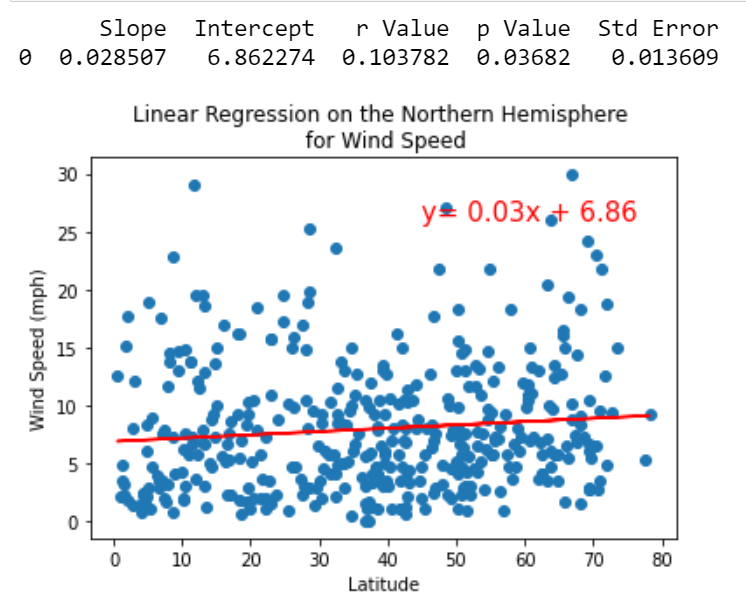 Slope Intercept r Value p Value Std Error
0 0.028507 6.862274 0.103782 0.03682 0.013609
Linear Regression on the Northern Hemisphere
for Wind Speed
y= 0.03x + 6.86
30
25
20
15
10
5
0
Wind Speed (mph)
0 10 20 30 40 50 60 70 80
Latitude